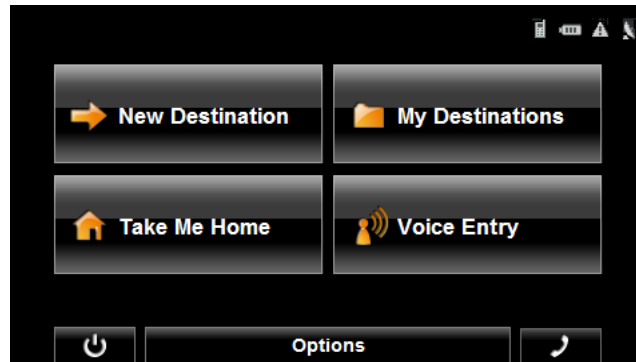 New Destination
My Destinations
Take Me Home
Voice Entry
Options